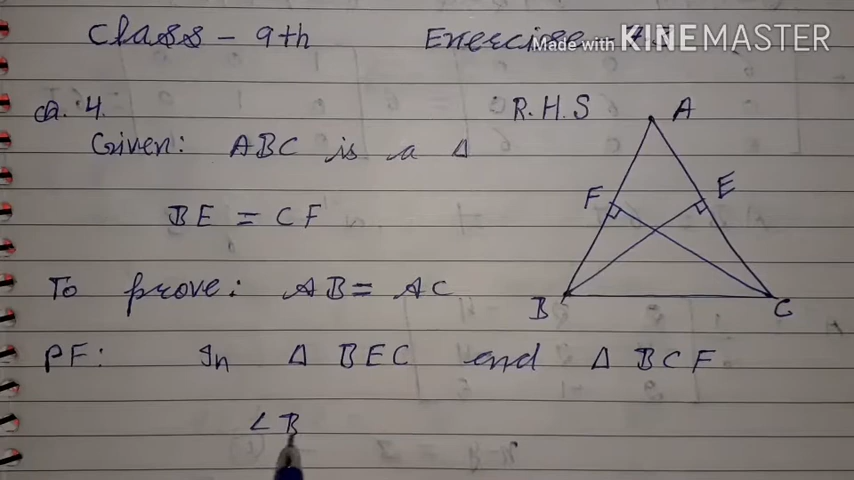 Class - 9th
Exercise
Made with KINEMASTER
Q. 4.
R.H.S
Given: ABC is a Δ
BE = CF
To prove: AB = AC
PF: In Δ BEC and Δ BCF
∠B
A
F
E
B
C